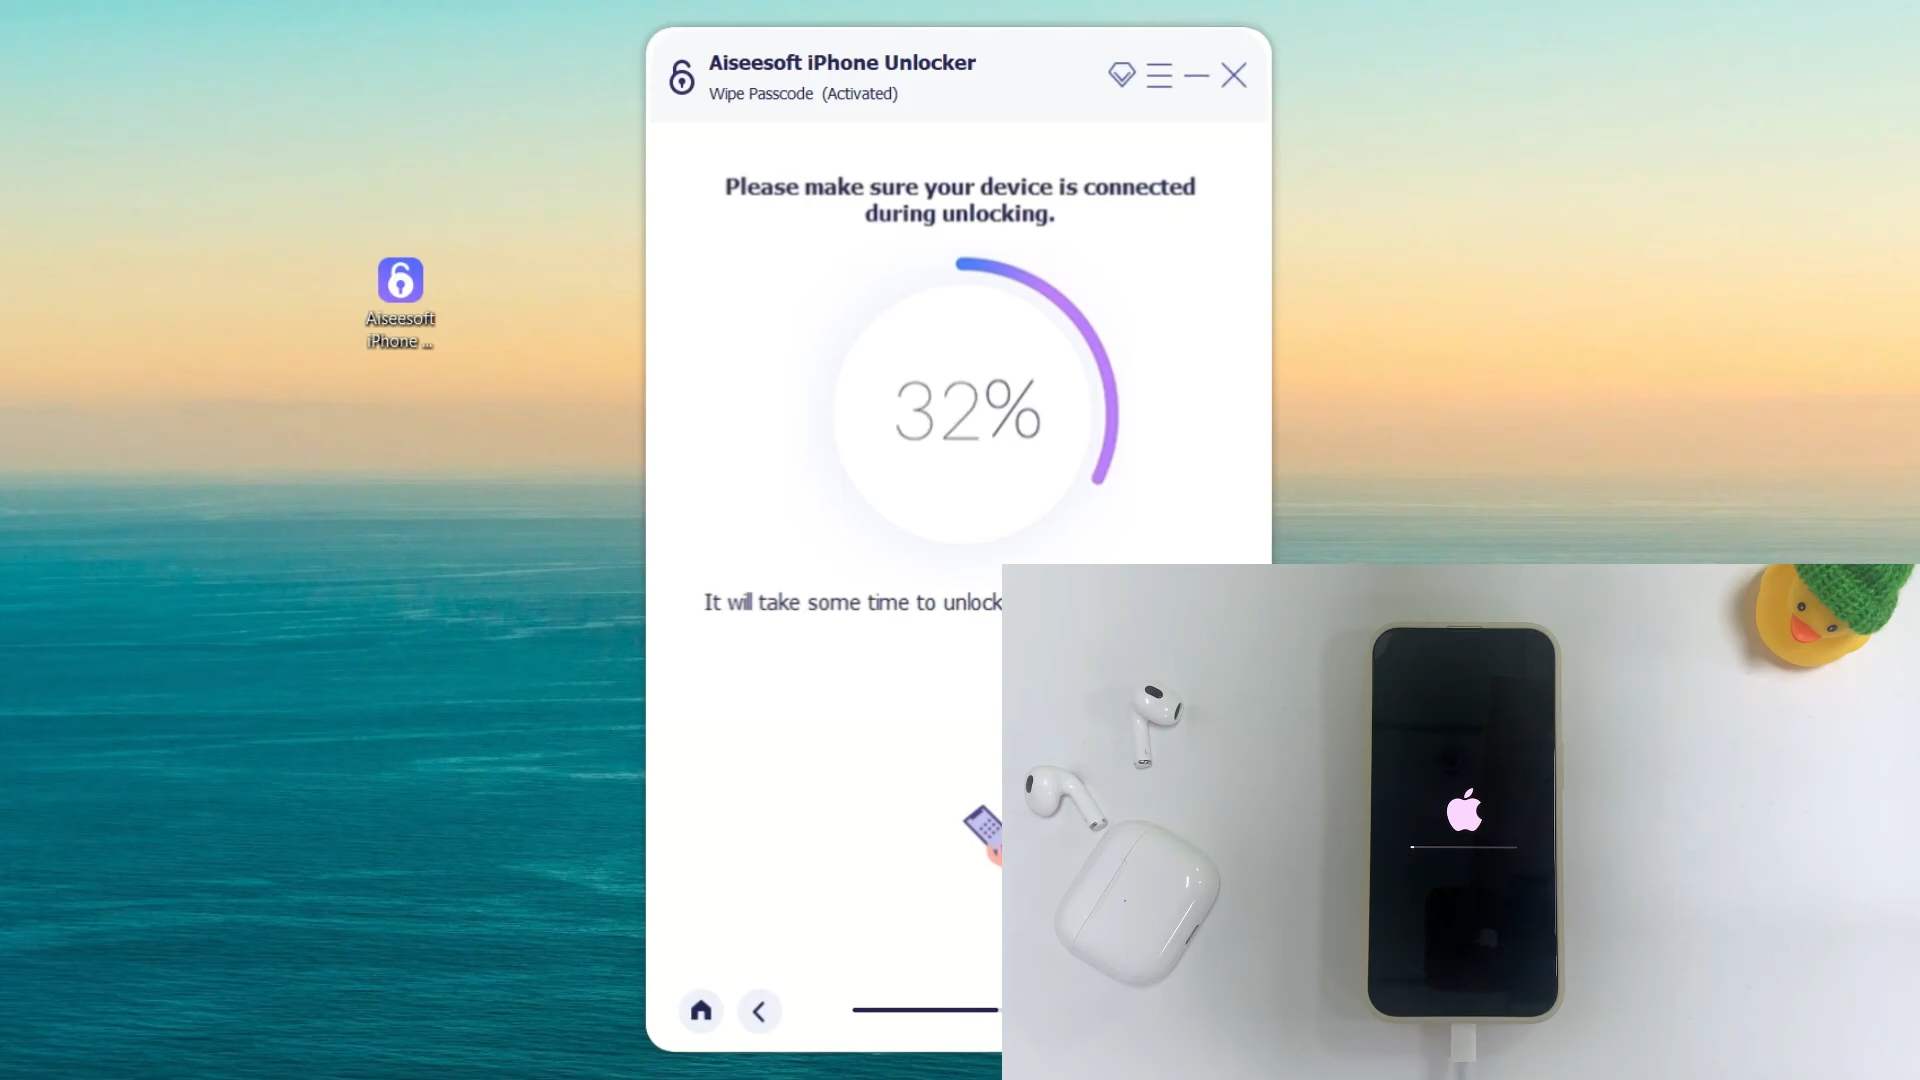 Aiseesoft iPhone Unlocker
Wipe Passcode (Activated)
Please make sure your device is connected
during unlocking.
Aiseesoft
iPhone ...
32%
It will take some time to unlock